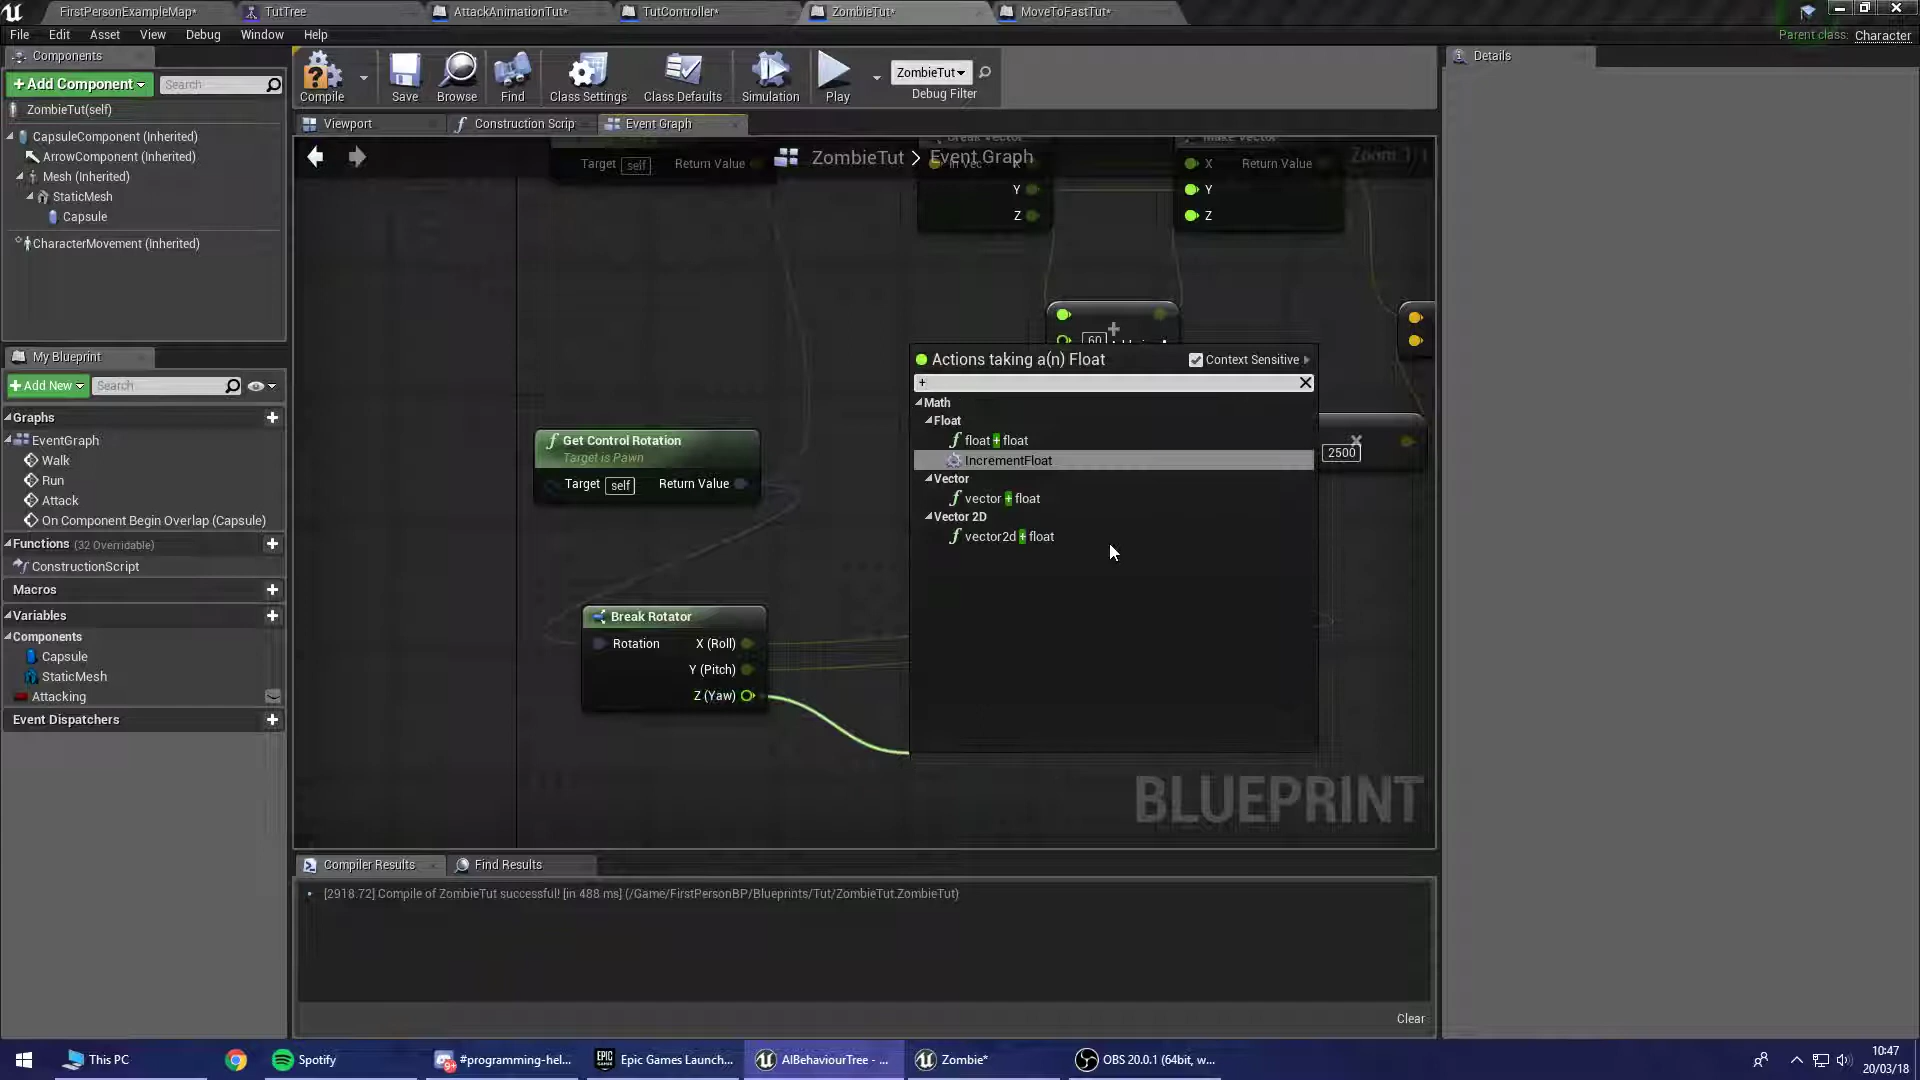 FirstPersonExampleMap*
TutTree
AttackAnimationTut*
TutController*
ZombieTut*
MoveToFastTut*
File Edit Asset View Debug Window Help
Parent class: Character
Components
+Add Component
Search
ZombieTut(self)
CapsuleComponent (Inherited)
ArrowComponent (Inherited)
Mesh (Inherited)
StaticMesh
Capsule
CharacterMovement (Inherited)
Compile
Save
Browse
Find
Class Settings
Class Defaults
Simulation
Play
ZombieTut
Debug Filter
Details
Viewport
Construction Scrip
Event Graph
ZombieTut > Event Graph
Target self Return Value
X
Y
Z
Make Vector
X Return Value
Y
Z
60
2500
Get Control Rotation
Target is Pawn
Target self Return Value
Break Rotator
Rotation X (Roll)
Y (Pitch)
Z (Yaw)
Actions taking a(n) Float
Context Sensitive
+
Math
Float
float + float
IncrementFloat
Vector
vector + float
Vector 2D
vector2d + float
BLUEPRINT
My Blueprint
+Add New
Search
Graphs
EventGraph
Walk
Run
Attack
On Component Begin Overlap (Capsule)
Functions (32 Overridable)
ConstructionScript
Macros
Variables
Components
Capsule
StaticMesh
Attacking
Event Dispatchers
Compiler Results
Find Results
[2918.72] Compile of ZombieTut successful! [in 488 ms] (/Game/FirstPersonBP/Blueprints/Tut/ZombieTut.ZombieTut)
Clear
This PC
Spotify
#programming-hel...
Epic Games Launch...
AIBehaviourTree - ...
Zombie*
OBS 20.0.1 (64bit, w...
10:47
20/03/18